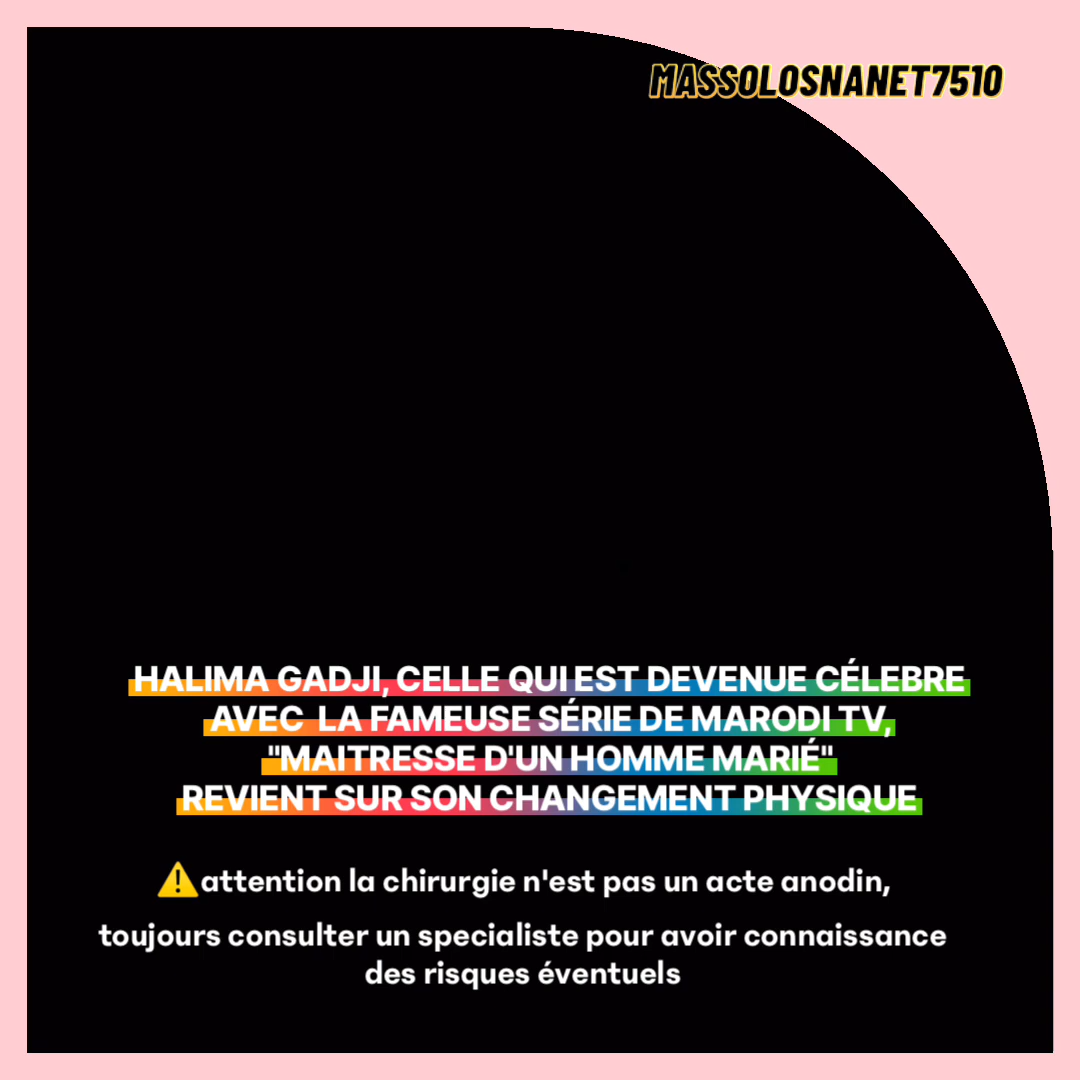 MASSOLOSNANET7510
HALIMA GADJI, CELLE QUI EST DEVENUE CÉLEBRE
AVEC LA FAMEUSE SÉRIE DE MARODI TV,
"MAITRESSE D'UN HOMME MARIÉ"
REVIENT SUR SON CHANGEMENT PHYSIQUE
⚠️attention la chirurgie n'est pas un acte anodin,
toujours consulter un specialiste pour avoir connaissance
des risques éventuels